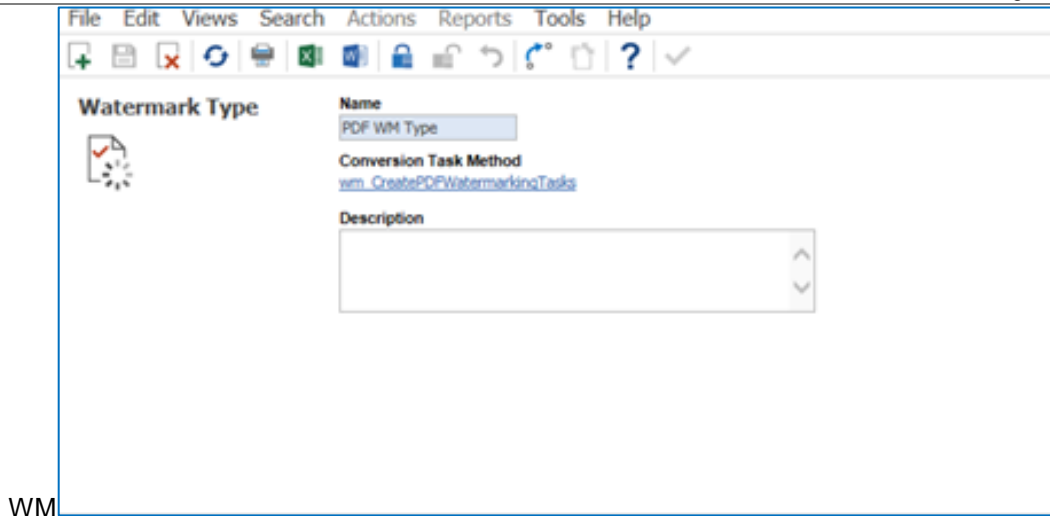 File Edit Views Search Actions Reports Tools Help
Watermark Type
Name
PDF WM Type
Conversion Task Method
wm_CreatePDFWatermarkingTasks
Description
WM